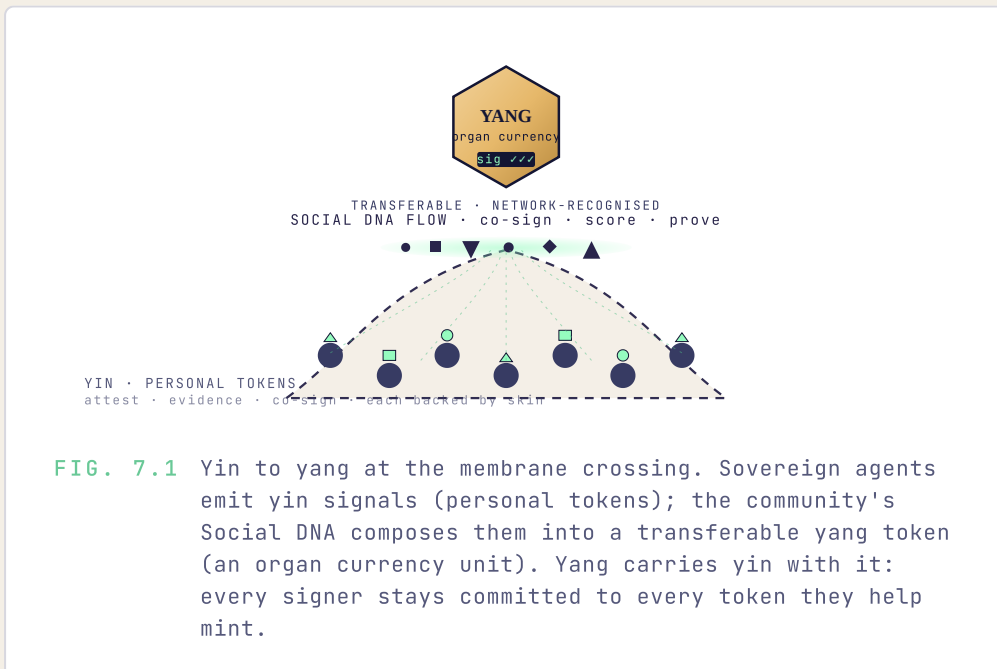 YANG
organ currency
sig ✓✓✓
TRANSFERABLE · NETWORK-RECOGNISED
SOCIAL DNA FLOW · co-sign · score · prove
YIN · PERSONAL TOKENS
attest · evidence · co-sign · each backed by skin
FIG. 7.1 Yin to yang at the membrane crossing. Sovereign agents
emit yin signals (personal tokens); the community's
Social DNA composes them into a transferable yang token
(an organ currency unit). Yang carries yin with it:
every signer stays committed to every token they help
mint.